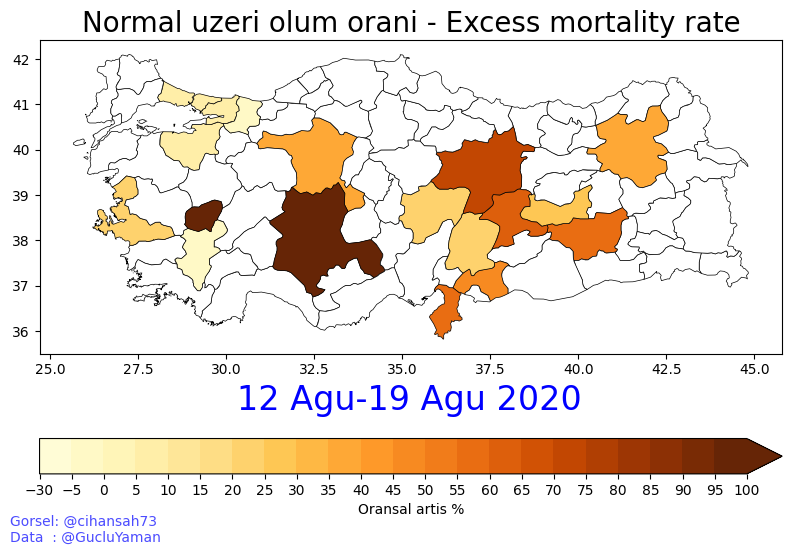 Normal uzeri olum orani - Excess mortality rate
42
41
40
39
38
37
36
25.0 27.5 30.0 32.5 35.0 37.5 40.0 42.5 45.0
12 Agu-19 Agu 2020
−30 −5 0 5 10 15 20 25 30 35 40 45 50 55 60 65 70 75 80 85 90 95 100
Oransal artis %
Gorsel: @cihansah73
Data : @GucluYaman